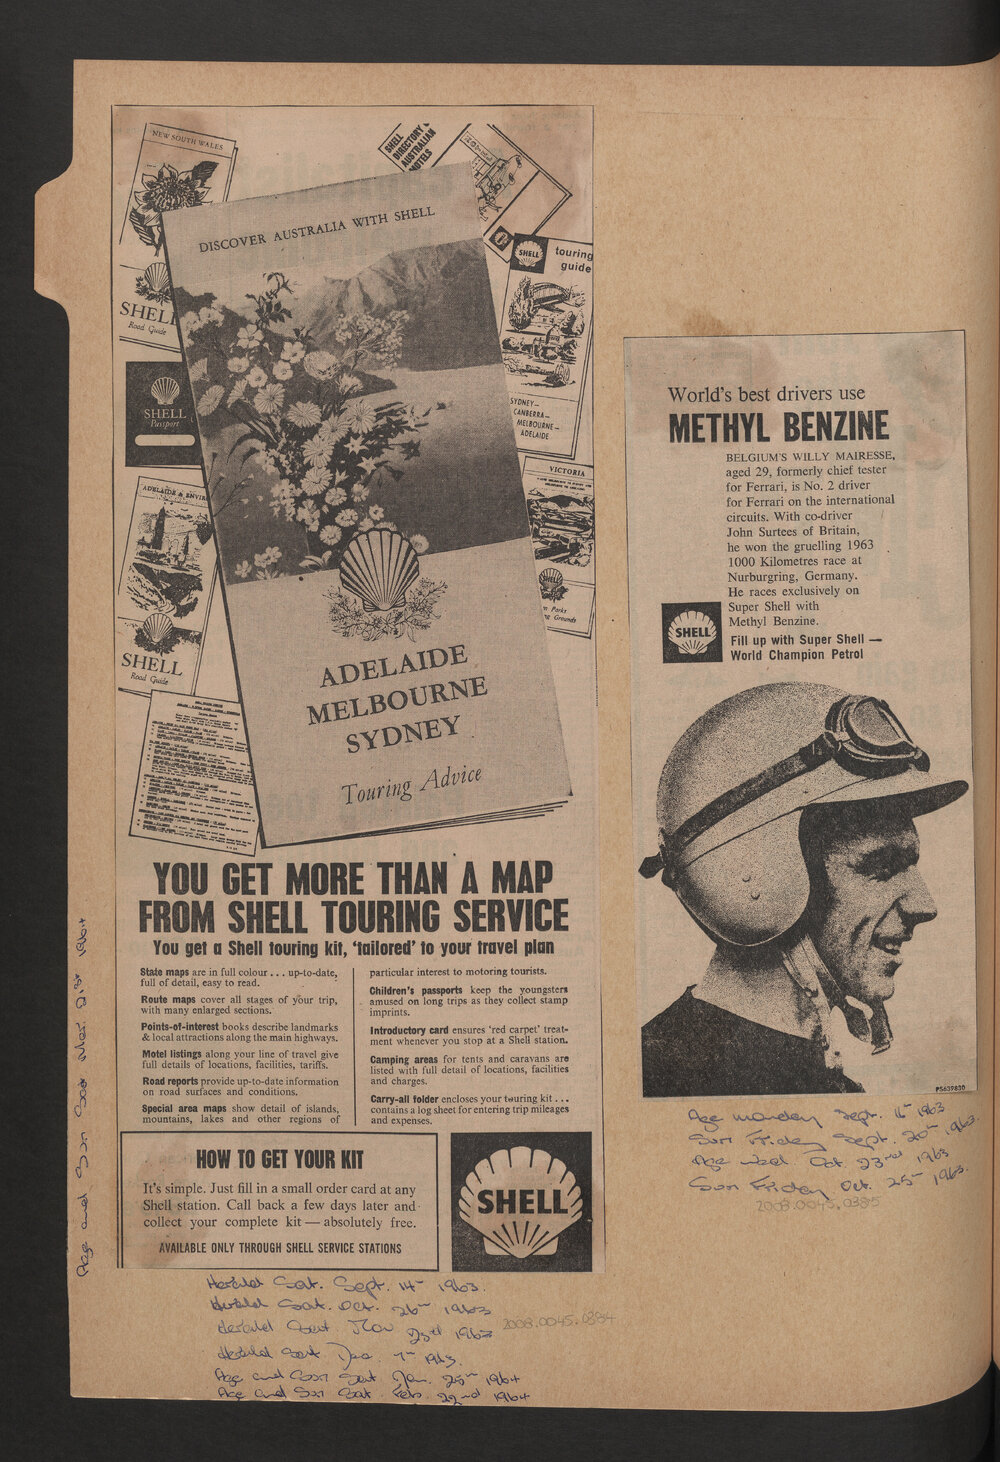 NEW SOUTH WALES
SHELL
Road Guide
SHELL
DIRECTORY
AUSTRALIAN
DISCOVER AUSTRALIA WITH SHELL
SHELL
touring
guide
SYDNEY—
CANBERRA—
MELBOURNE—
ADELAIDE
SHELL
Passport
VICTORIA
ADELAIDE & ENVIR
SHELL
Road Guide
SHELL
Parks
Grounds
ADELAIDE
MELBOURNE
SYDNEY
Touring Advice
YOU GET MORE THAN A MAP
FROM SHELL TOURING SERVICE
You get a Shell touring kit, 'tailored' to your travel plan
State maps are in full colour . . . up-to-date,
full of detail, easy to read.
Route maps cover all stages of your trip,
with many enlarged sections.
Points-of-interest books describe landmarks
& local attractions along the main highways.
Motel listings along your line of travel give
full details of locations, facilities, tariffs.
Road reports provide up-to-date information
on road surfaces and conditions.
Special area maps show detail of islands,
mountains, lakes and other regions of
particular interest to motoring tourists.
Children's passports keep the youngsters
amused on long trips as they collect stamp
imprints.
Introductory card ensures 'red carpet' treat-
ment whenever you stop at a Shell station.
Camping areas for tents and caravans are
listed with full detail of locations, facilities
and charges.
Carry-all folder encloses your touring kit . . .
contains a log sheet for entering trip mileages
and expenses.
HOW TO GET YOUR KIT
It's simple. Just fill in a small order card at any
Shell station. Call back a few days later and
collect your complete kit — absolutely free.
AVAILABLE ONLY THROUGH SHELL SERVICE STATIONS
SHELL
Herald Sat. Sept. 14th 1963.
Herald Sat. Oct. 26th 1963
Herald Sat. Nov 23rd 1963
Herald Sat Dec. 7th 1963.
Age and Sun Sat. Jan. 25th 1964
Age and Sun Sat. Feb. 22nd 1964
2008.0045.0384
Age and Sun Sat Mar. 21st 1964
World's best drivers use
METHYL BENZINE
BELGIUM'S WILLY MAIRESSE,
aged 29, formerly chief tester
for Ferrari, is No. 2 driver
for Ferrari on the international
circuits. With co-driver
John Surtees of Britain,
he won the gruelling 1963
1000 Kilometres race at
Nurburgring, Germany.
He races exclusively on
Super Shell with
Methyl Benzine.
SHELL
Fill up with Super Shell —
World Champion Petrol
PS639830
Age Monday Sept. 16th 1963
Sun Friday Sept. 20th 1963.
Age Wed. Oct. 23rd 1963
Sun Friday Oct. 25th 1963.
2008.0045.0385